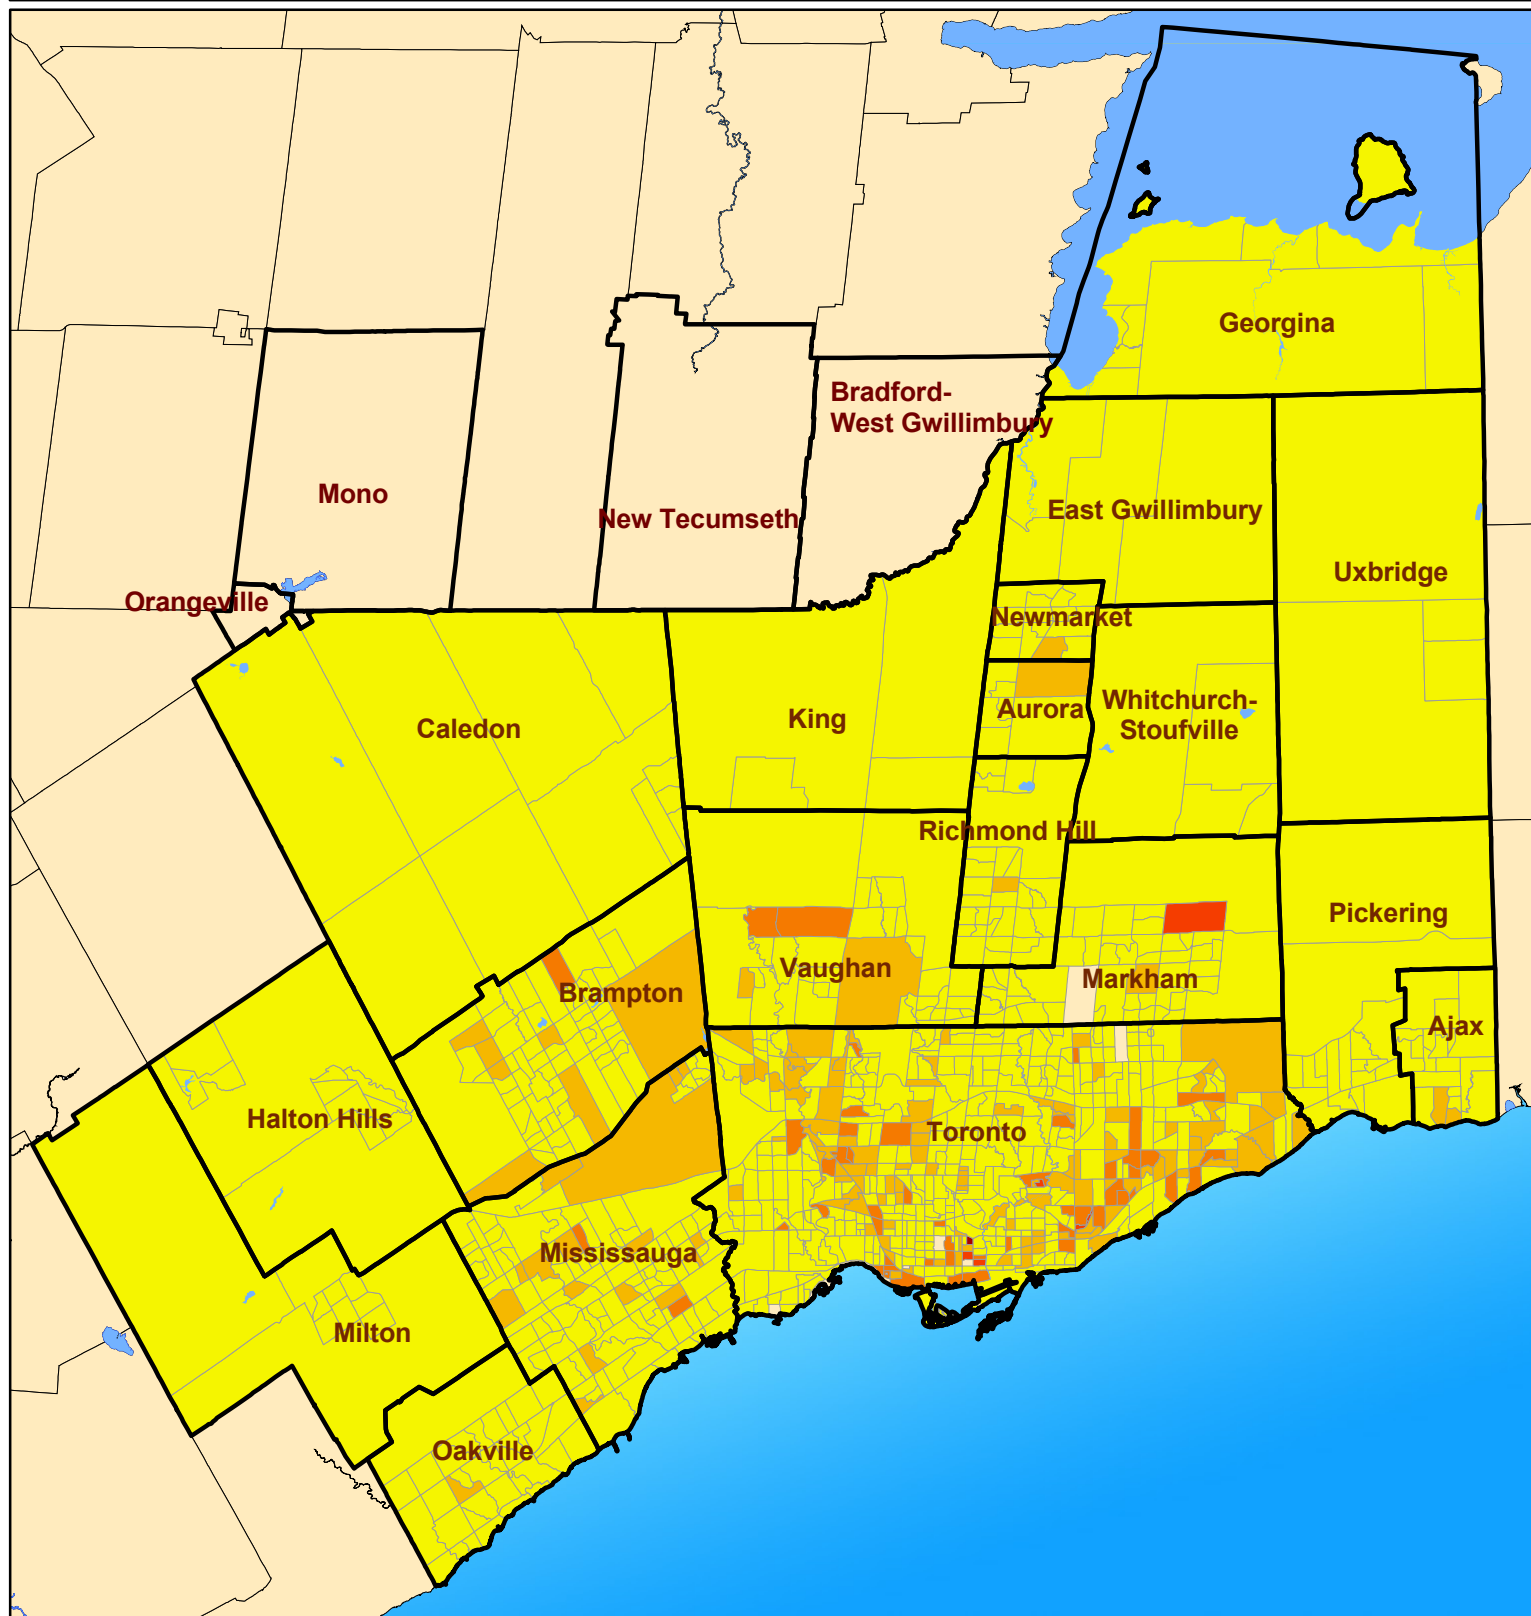 Georgina
Bradford-
West Gwillimbury
Mono
New Tecumseth
East Gwillimbury
Uxbridge
Orangeville
Newmarket
Caledon
King
Aurora
Whitchurch-
Stoufville
Richmond Hill
Pickering
Vaughan
Brampton
Markham
Ajax
Halton Hills
Toronto
Mississauga
Milton
Oakville